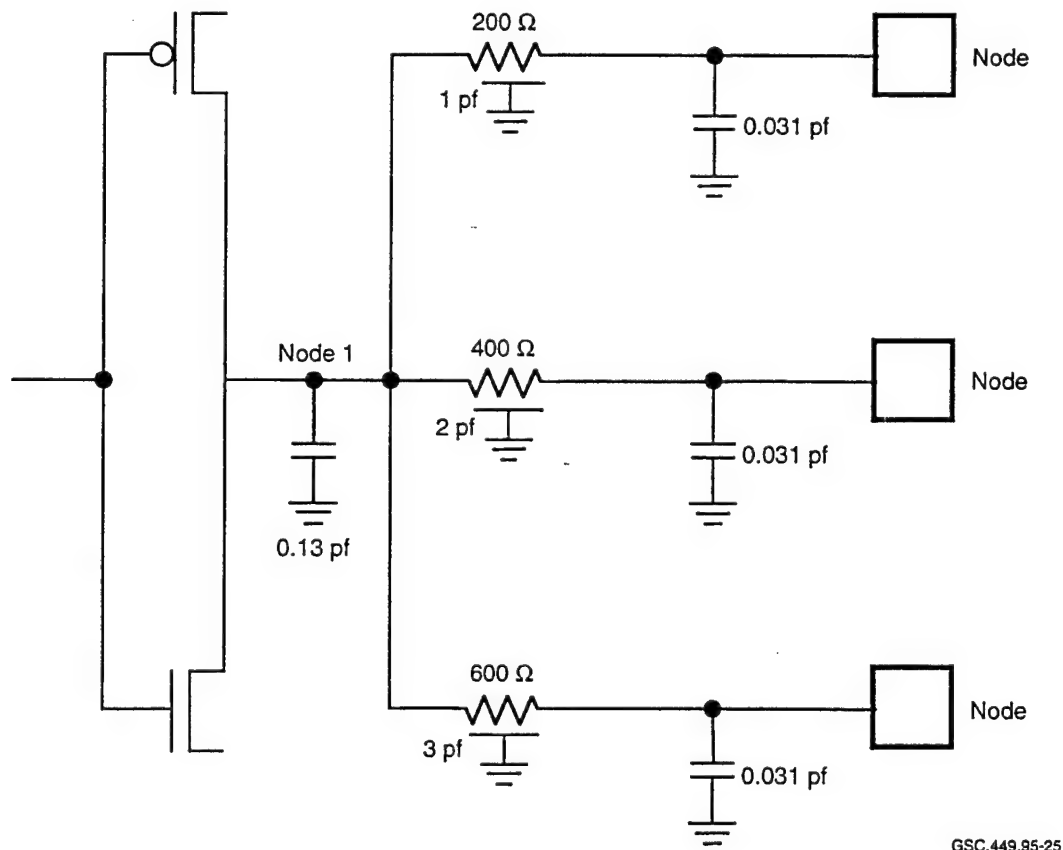 200 Ω
Node
1 pf
0.031 pf
Node 1
400 Ω
Node
2 pf
0.031 pf
0.13 pf
600 Ω
Node
3 pf
0.031 pf
GSC.449.95-25